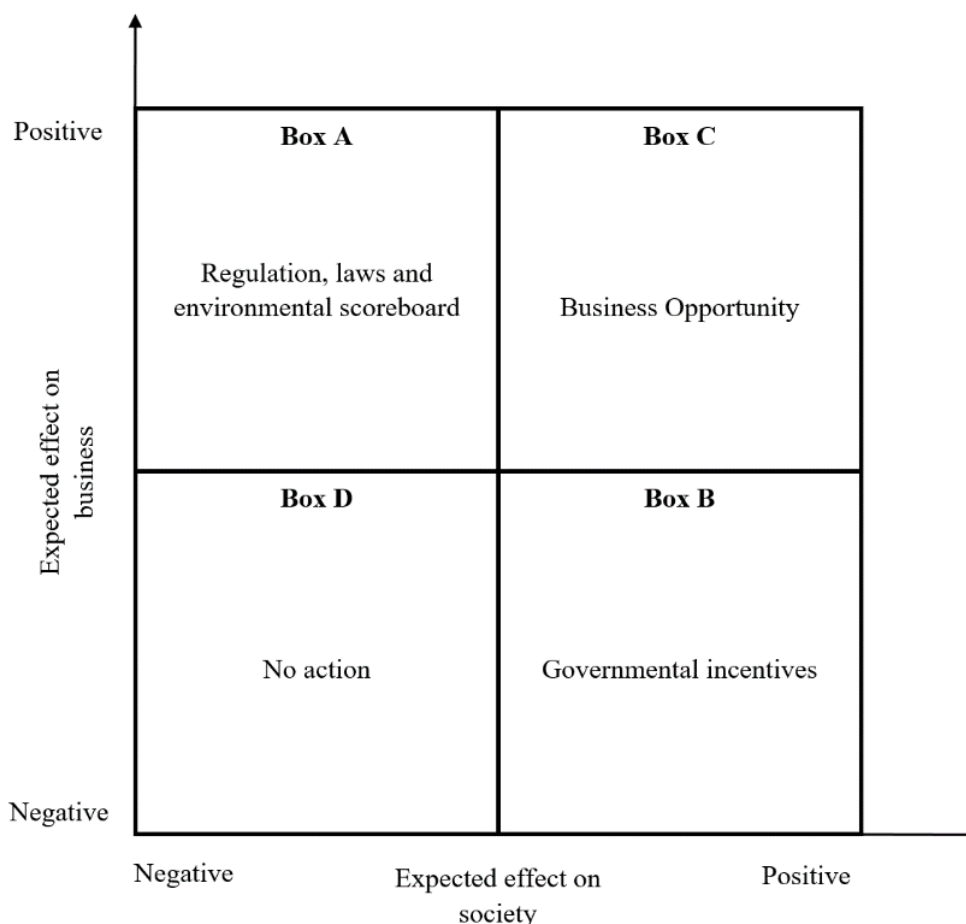 Positive
Box A
Box C
Regulation, laws and
environmental scoreboard
Business Opportunity
Expected effect on
business
Box D
Box B
No action
Governmental incentives
Negative
Negative
Expected effect on
society
Positive